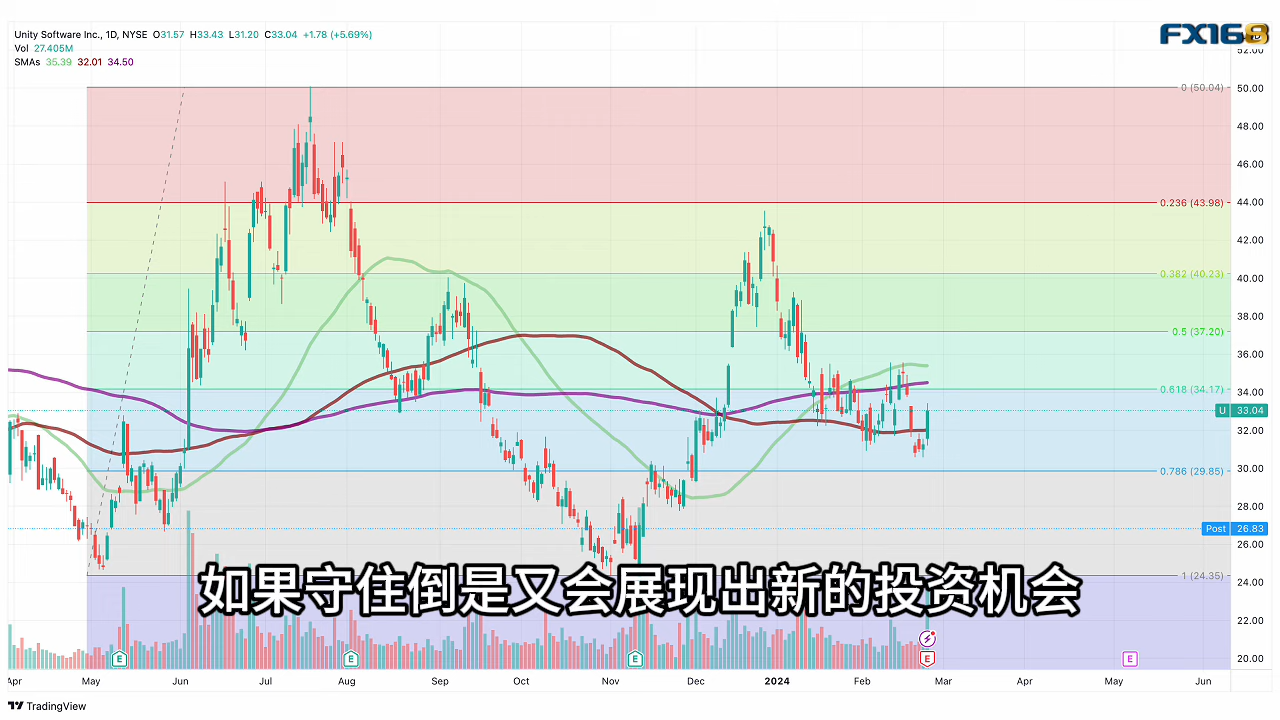 Unity Software Inc., 1D, NYSE O31.57 H33.43 L31.20 C33.04 +1.78 (+5.69%)
Vol 27.405M
SMAs 35.39 32.01 34.50
FX168
52.00
0 (50.04)
50.00
48.00
46.00
44.00
0.236 (43.98)
42.00
0.382 (40.23)
40.00
38.00
0.5 (37.20)
36.00
0.618 (34.17)
34.00
U 33.04
32.00
0.786 (29.85)
30.00
28.00
Post 26.83
26.00
1 (24.35)
24.00
如果守住倒是又会展现出新的投资机会
22.00
20.00
E E E E E
Apr May Jun Jul Aug Sep Oct Nov Dec 2024 Feb Mar Apr May Jun
TradingView